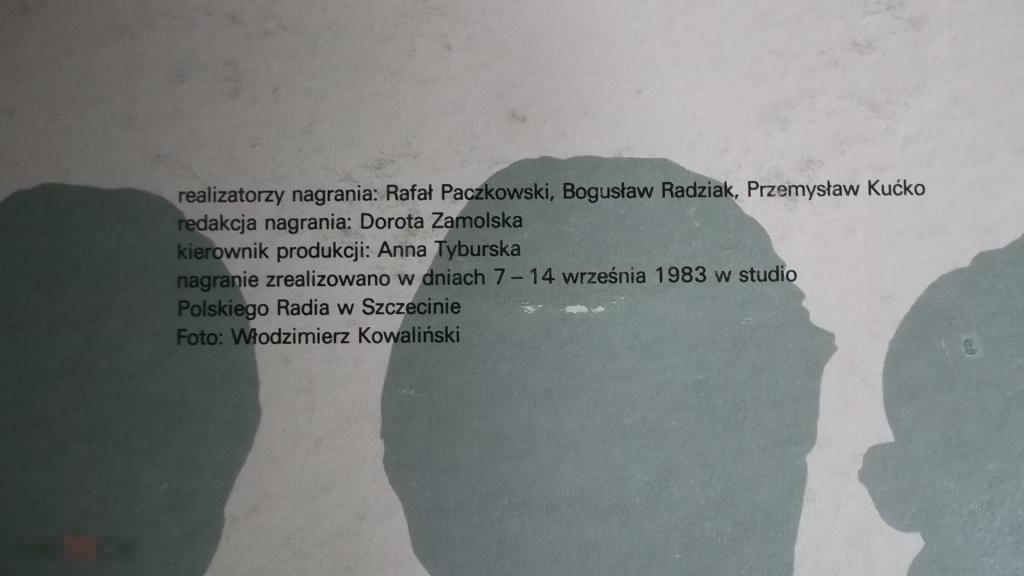 realizatorzy nagrania: Rafał Paczkowski, Bogusław Radziak, Przemysław Kućko
redakcja nagrania: Dorota Zamolska
kierownik produkcji: Anna Tyburska
nagranie zrealizowano w dniach 7 – 14 września 1983 w studio
Polskiego Radia w Szczecinie
Foto: Włodzimierz Kowaliński